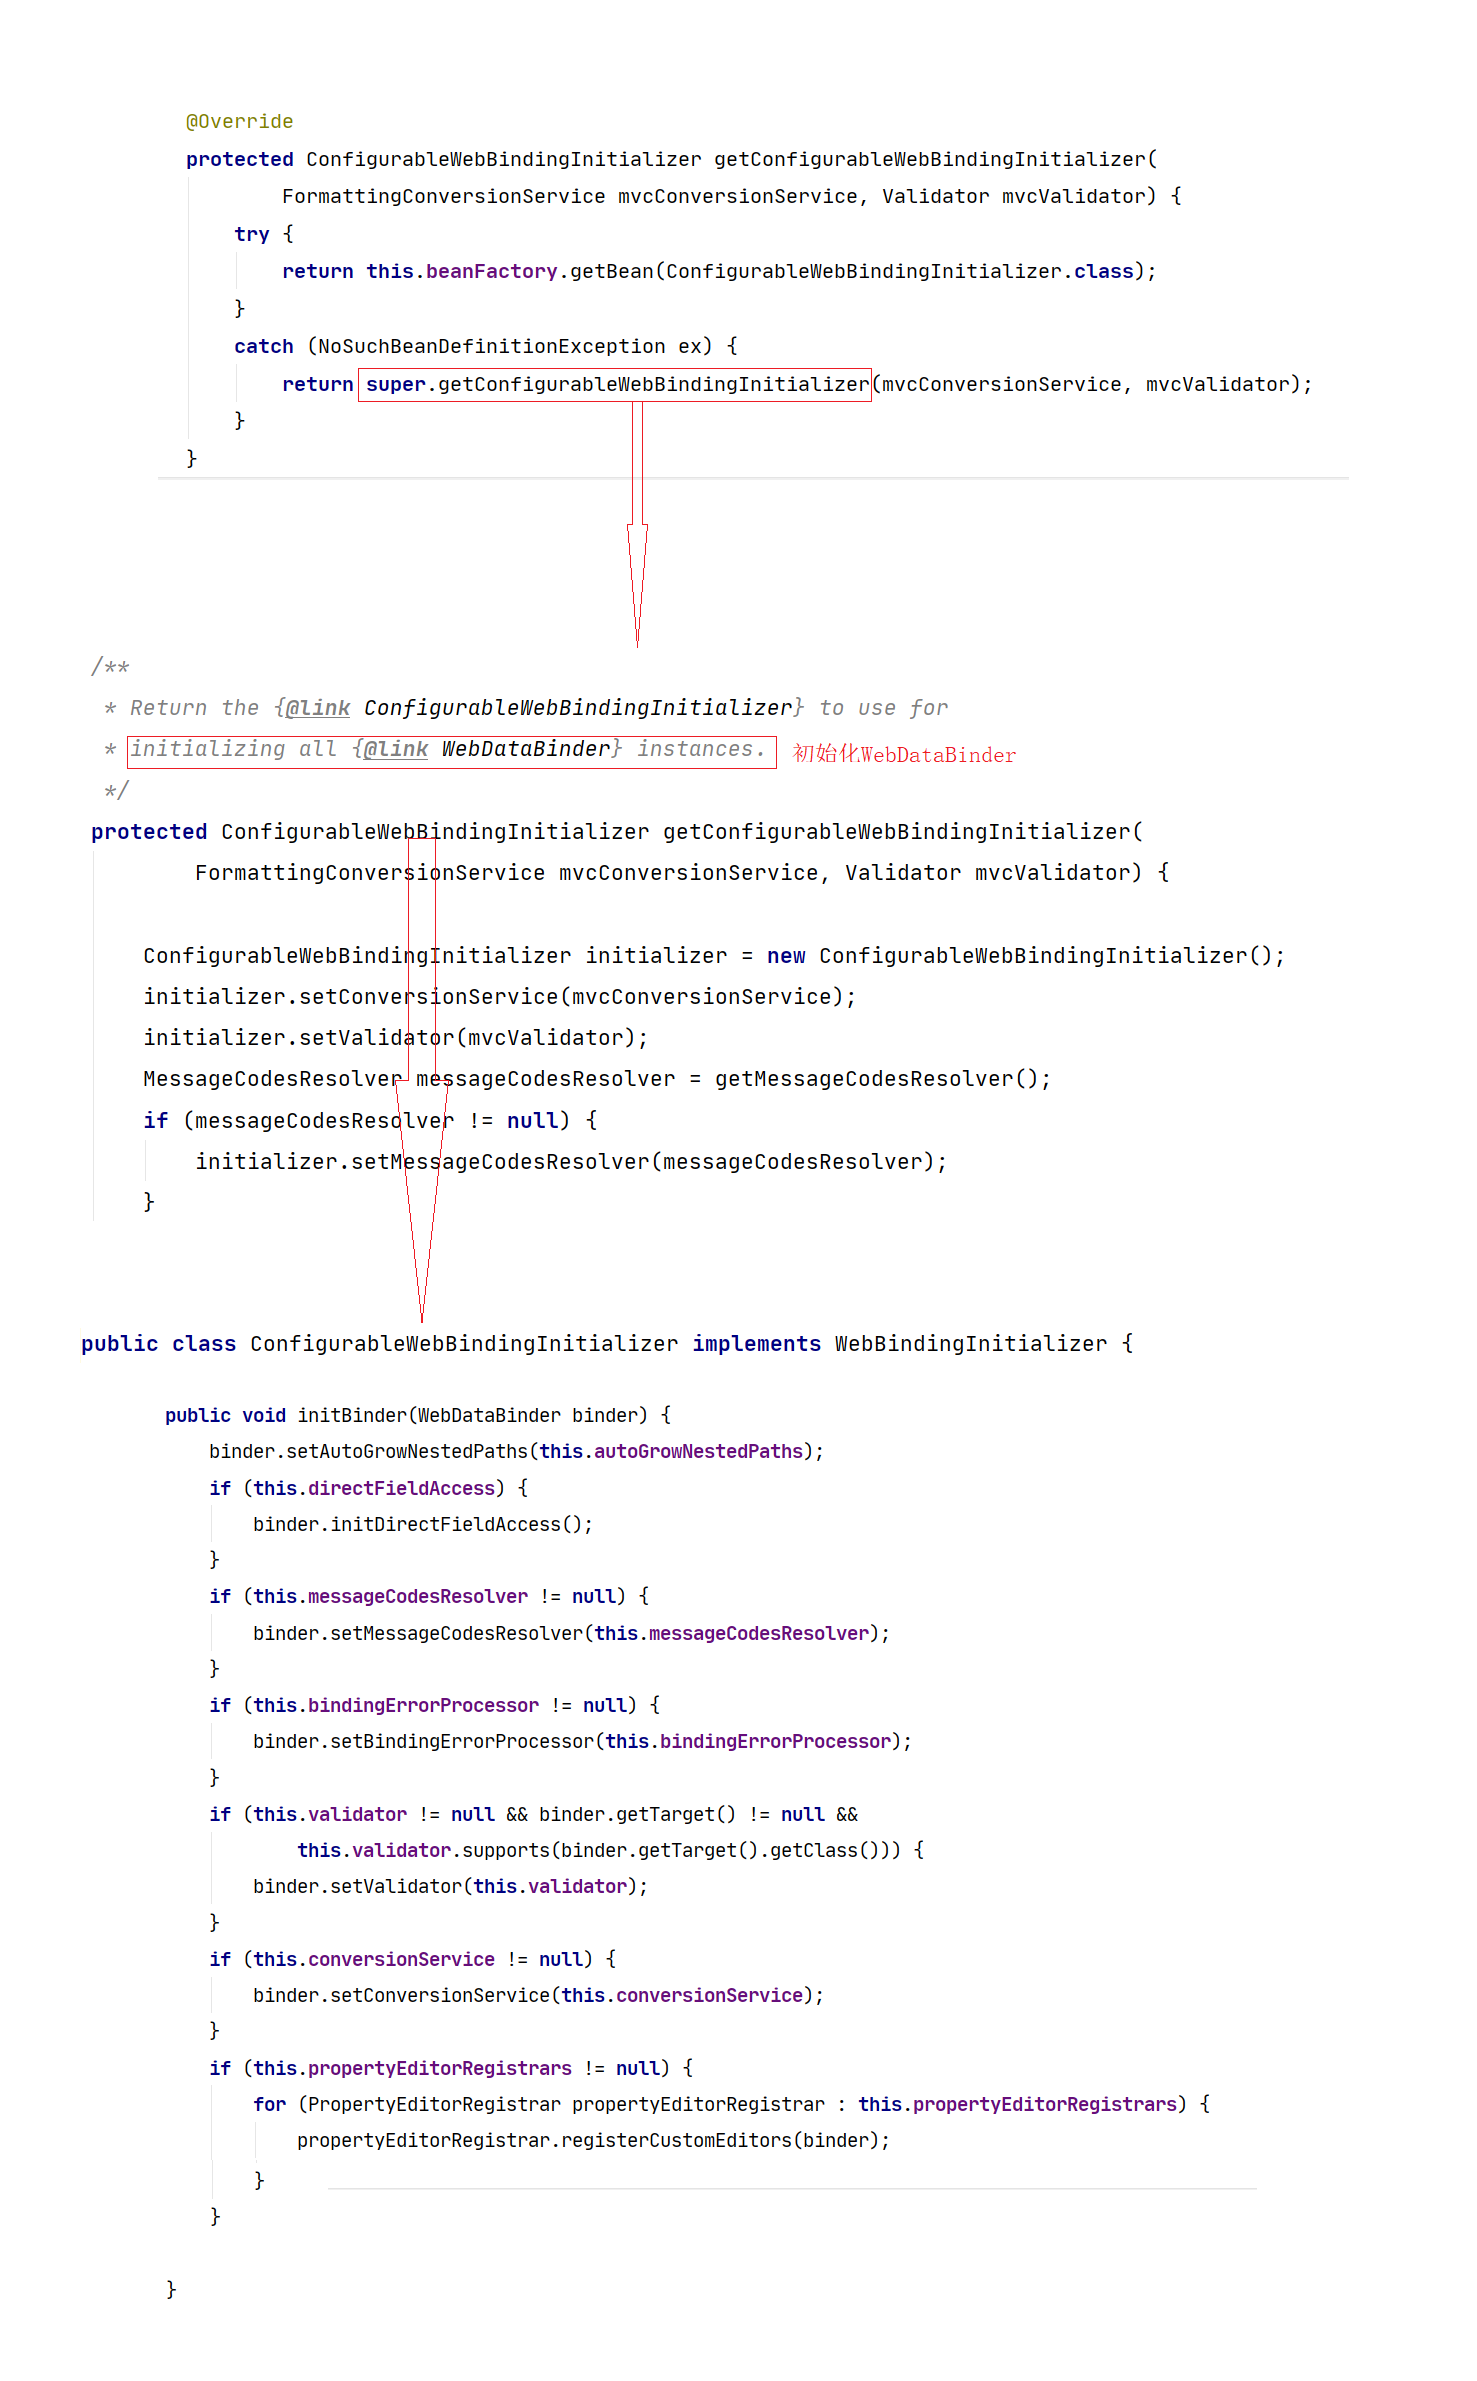 @Override
protected ConfigurableWebBindingInitializer getConfigurableWebBindingInitializer(
        FormattingConversionService mvcConversionService, Validator mvcValidator) {
    try {
        return this.beanFactory.getBean(ConfigurableWebBindingInitializer.class);
    }
    catch (NoSuchBeanDefinitionException ex) {
        return super.getConfigurableWebBindingInitializer(mvcConversionService, mvcValidator);
    }
}
/**
 * Return the {@link ConfigurableWebBindingInitializer} to use for
 * initializing all {@link WebDataBinder} instances. 初始化WebDataBinder
 */
protected ConfigurableWebBindingInitializer getConfigurableWebBindingInitializer(
        FormattingConversionService mvcConversionService, Validator mvcValidator) {
    ConfigurableWebBindingInitializer initializer = new ConfigurableWebBindingInitializer();
    initializer.setConversionService(mvcConversionService);
    initializer.setValidator(mvcValidator);
    MessageCodesResolver messageCodesResolver = getMessageCodesResolver();
    if (messageCodesResolver != null) {
        initializer.setMessageCodesResolver(messageCodesResolver);
    }
public class ConfigurableWebBindingInitializer implements WebBindingInitializer {
    public void initBinder(WebDataBinder binder) {
        binder.setAutoGrowNestedPaths(this.autoGrowNestedPaths);
        if (this.directFieldAccess) {
            binder.initDirectFieldAccess();
        }
        if (this.messageCodesResolver != null) {
            binder.setMessageCodesResolver(this.messageCodesResolver);
        }
        if (this.bindingErrorProcessor != null) {
            binder.setBindingErrorProcessor(this.bindingErrorProcessor);
        }
        if (this.validator != null && binder.getTarget() != null &&
                this.validator.supports(binder.getTarget().getClass())) {
            binder.setValidator(this.validator);
        }
        if (this.conversionService != null) {
            binder.setConversionService(this.conversionService);
        }
        if (this.propertyEditorRegistrars != null) {
            for (PropertyEditorRegistrar propertyEditorRegistrar : this.propertyEditorRegistrars) {
                propertyEditorRegistrar.registerCustomEditors(binder);
            }
        }
    }